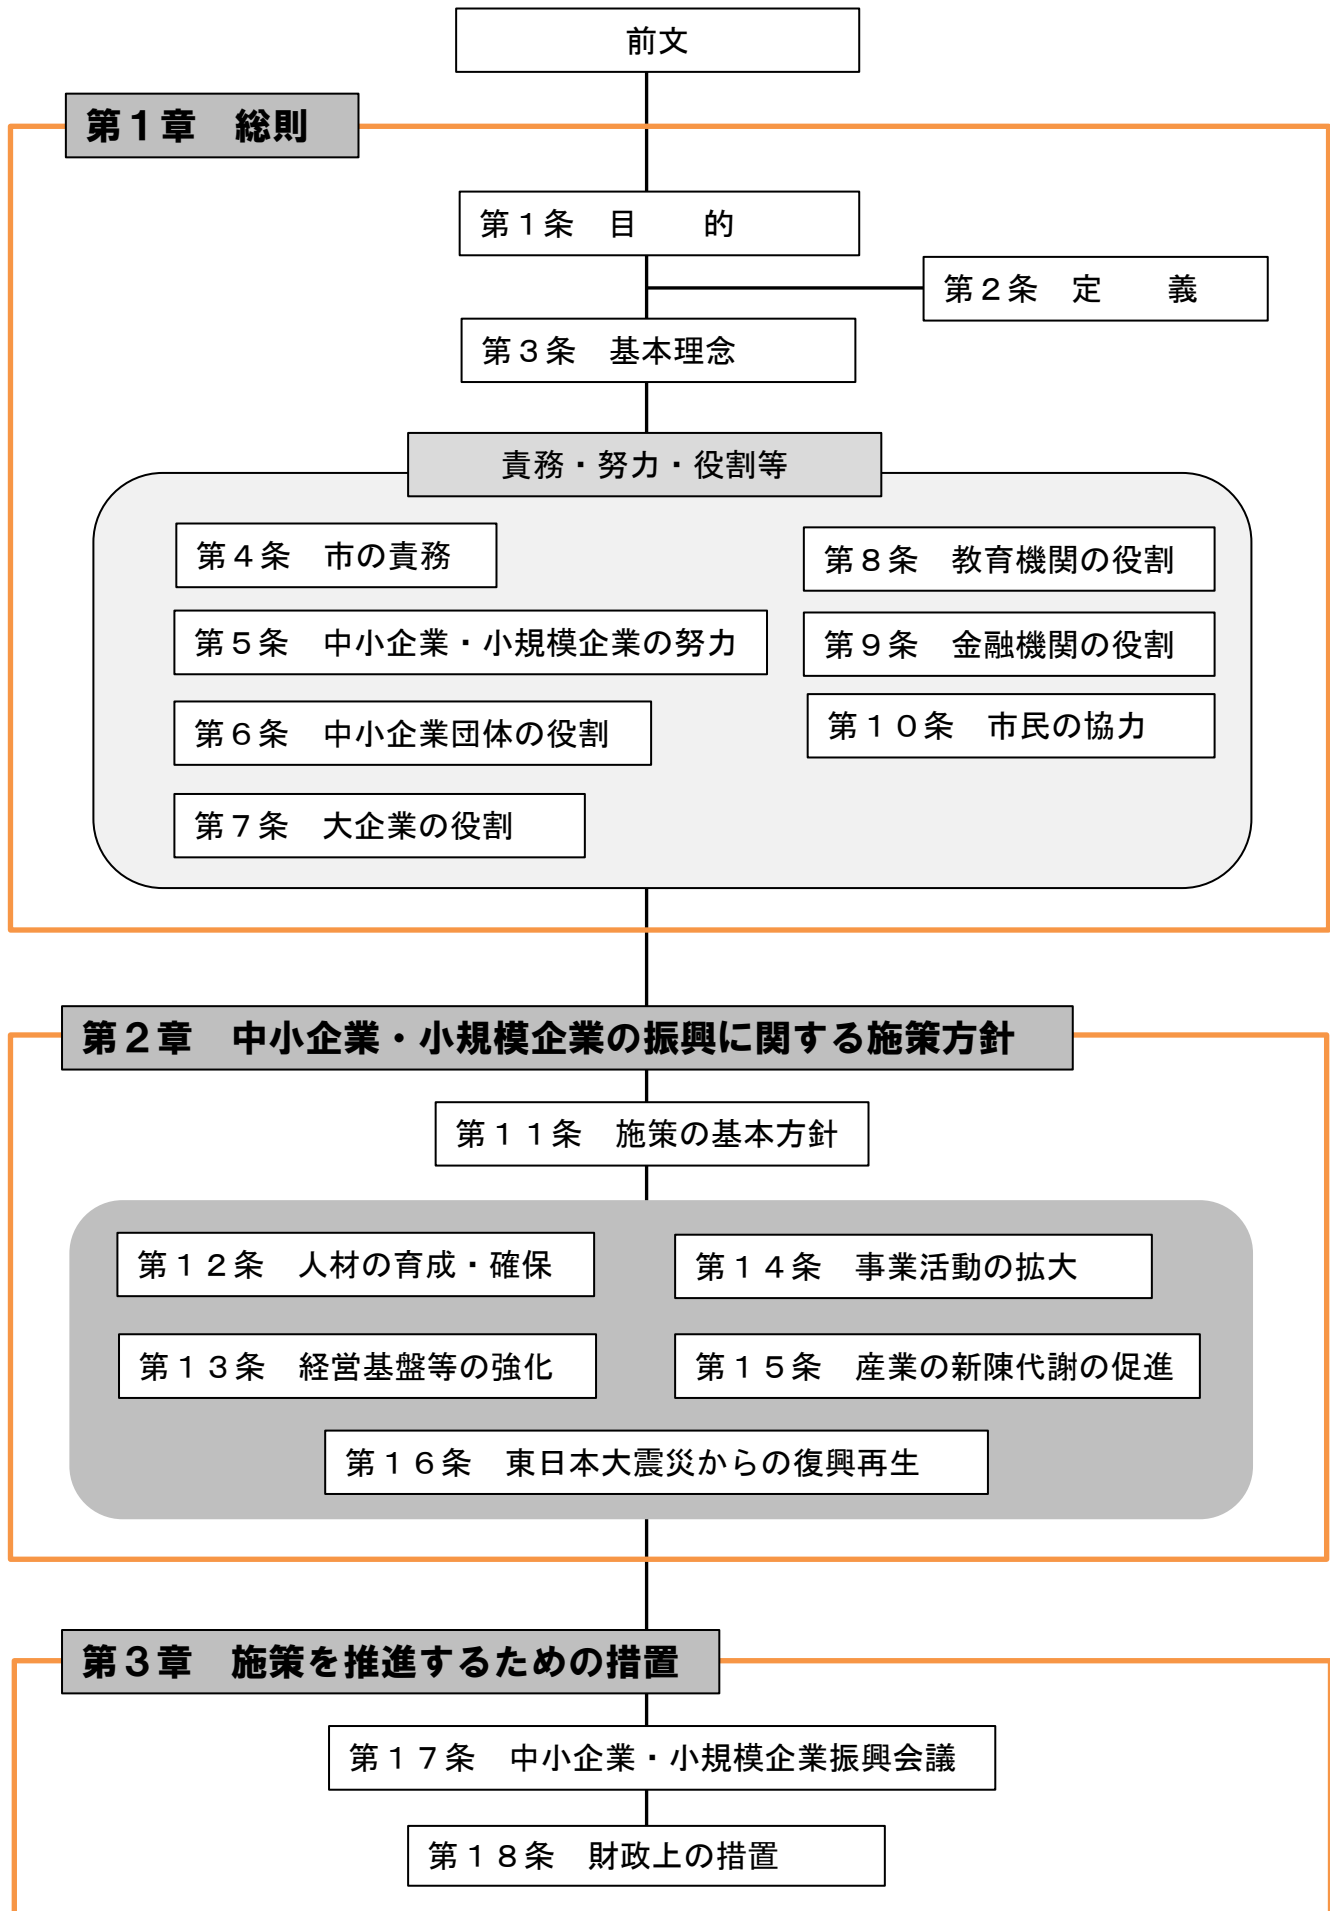 前文
第１章　総則
第１条　目　　的
第２条　定　　義
第３条　基本理念
責務・努力・役割等
第４条　市の責務
第５条　中小企業・小規模企業の努力
第６条　中小企業団体の役割
第７条　大企業の役割
第８条　教育機関の役割
第９条　金融機関の役割
第１０条　市民の協力
第２章　中小企業・小規模企業の振興に関する施策方針
第１１条　施策の基本方針
第１２条　人材の育成・確保
第１３条　経営基盤等の強化
第１４条　事業活動の拡大
第１５条　産業の新陳代謝の促進
第１６条　東日本大震災からの復興再生
第３章　施策を推進するための措置
第１７条　中小企業・小規模企業振興会議
第１８条　財政上の措置